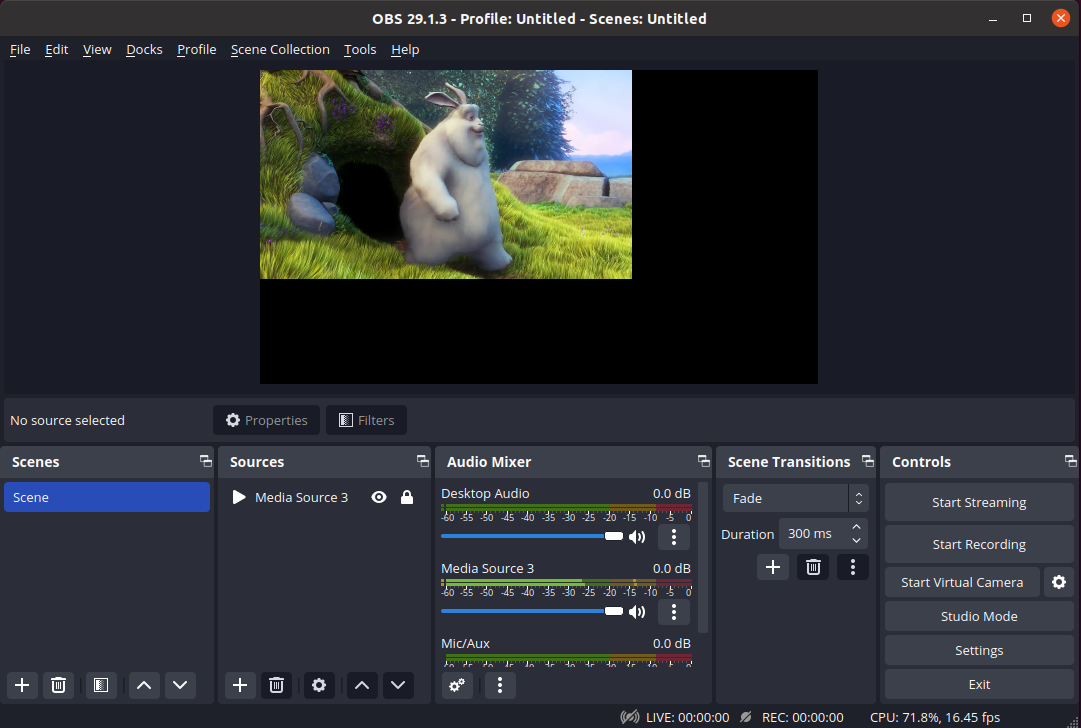 OBS 29.1.3 - Profile: Untitled - Scenes: Untitled
File Edit View Docks Profile Scene Collection Tools Help
No source selected Properties Filters
Scenes Sources Audio Mixer Scene Transitions Controls
Scene
Media Source 3
Desktop Audio 0.0 dB
-60 -55 -50 -45 -40 -35 -30 -25 -20 -15 -10 -5 0
Media Source 3 0.0 dB
-60 -55 -50 -45 -40 -35 -30 -25 -20 -15 -10 -5 0
Mic/Aux 0.0 dB
Fade
Duration 300 ms
Start Streaming
Start Recording
Start Virtual Camera
Studio Mode
Settings
Exit
LIVE: 00:00:00 REC: 00:00:00 CPU: 71.8%, 16.45 fps